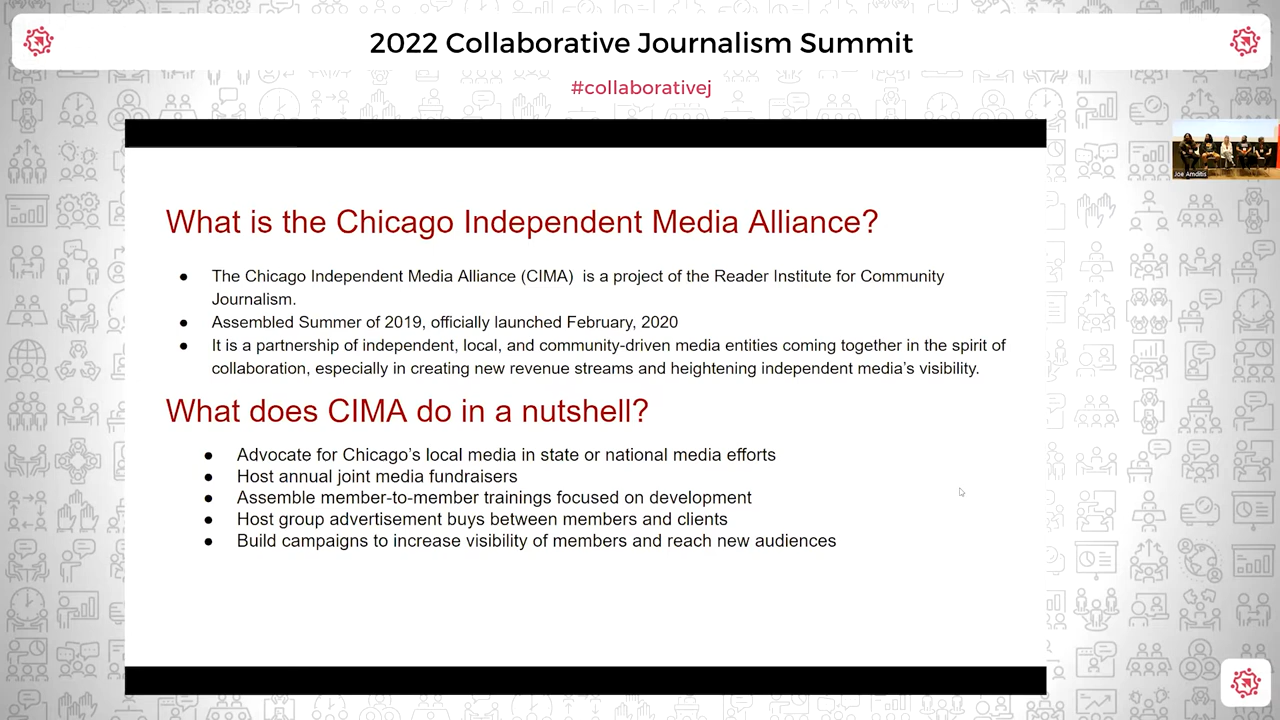 2022 Collaborative Journalism Summit
#collaborativej
Joe Amditis
What is the Chicago Independent Media Alliance?
● The Chicago Independent Media Alliance (CIMA)  is a project of the Reader Institute for Community
Journalism.
● Assembled Summer of 2019, officially launched February, 2020
● It is a partnership of independent, local, and community-driven media entities coming together in the spirit of
collaboration, especially in creating new revenue streams and heightening independent media’s visibility.
What does CIMA do in a nutshell?
● Advocate for Chicago’s local media in state or national media efforts
● Host annual joint media fundraisers
● Assemble member-to-member trainings focused on development
● Host group advertisement buys between members and clients
● Build campaigns to increase visibility of members and reach new audiences